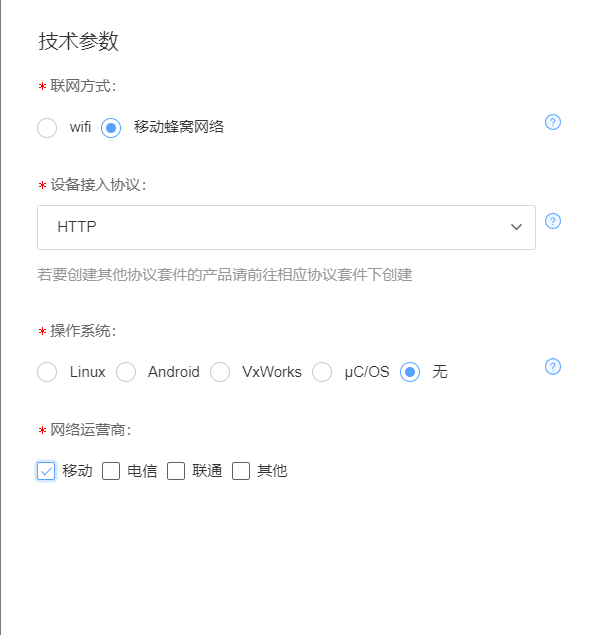 技术参数
* 联网方式:
wifi 移动蜂窝网络 ?
* 设备接入协议:
HTTP ?
若要创建其他协议套件的产品请前往相应协议套件下创建
* 操作系统:
Linux Android VxWorks μC/OS 无 ?
* 网络运营商:
移动 电信 联通 其他